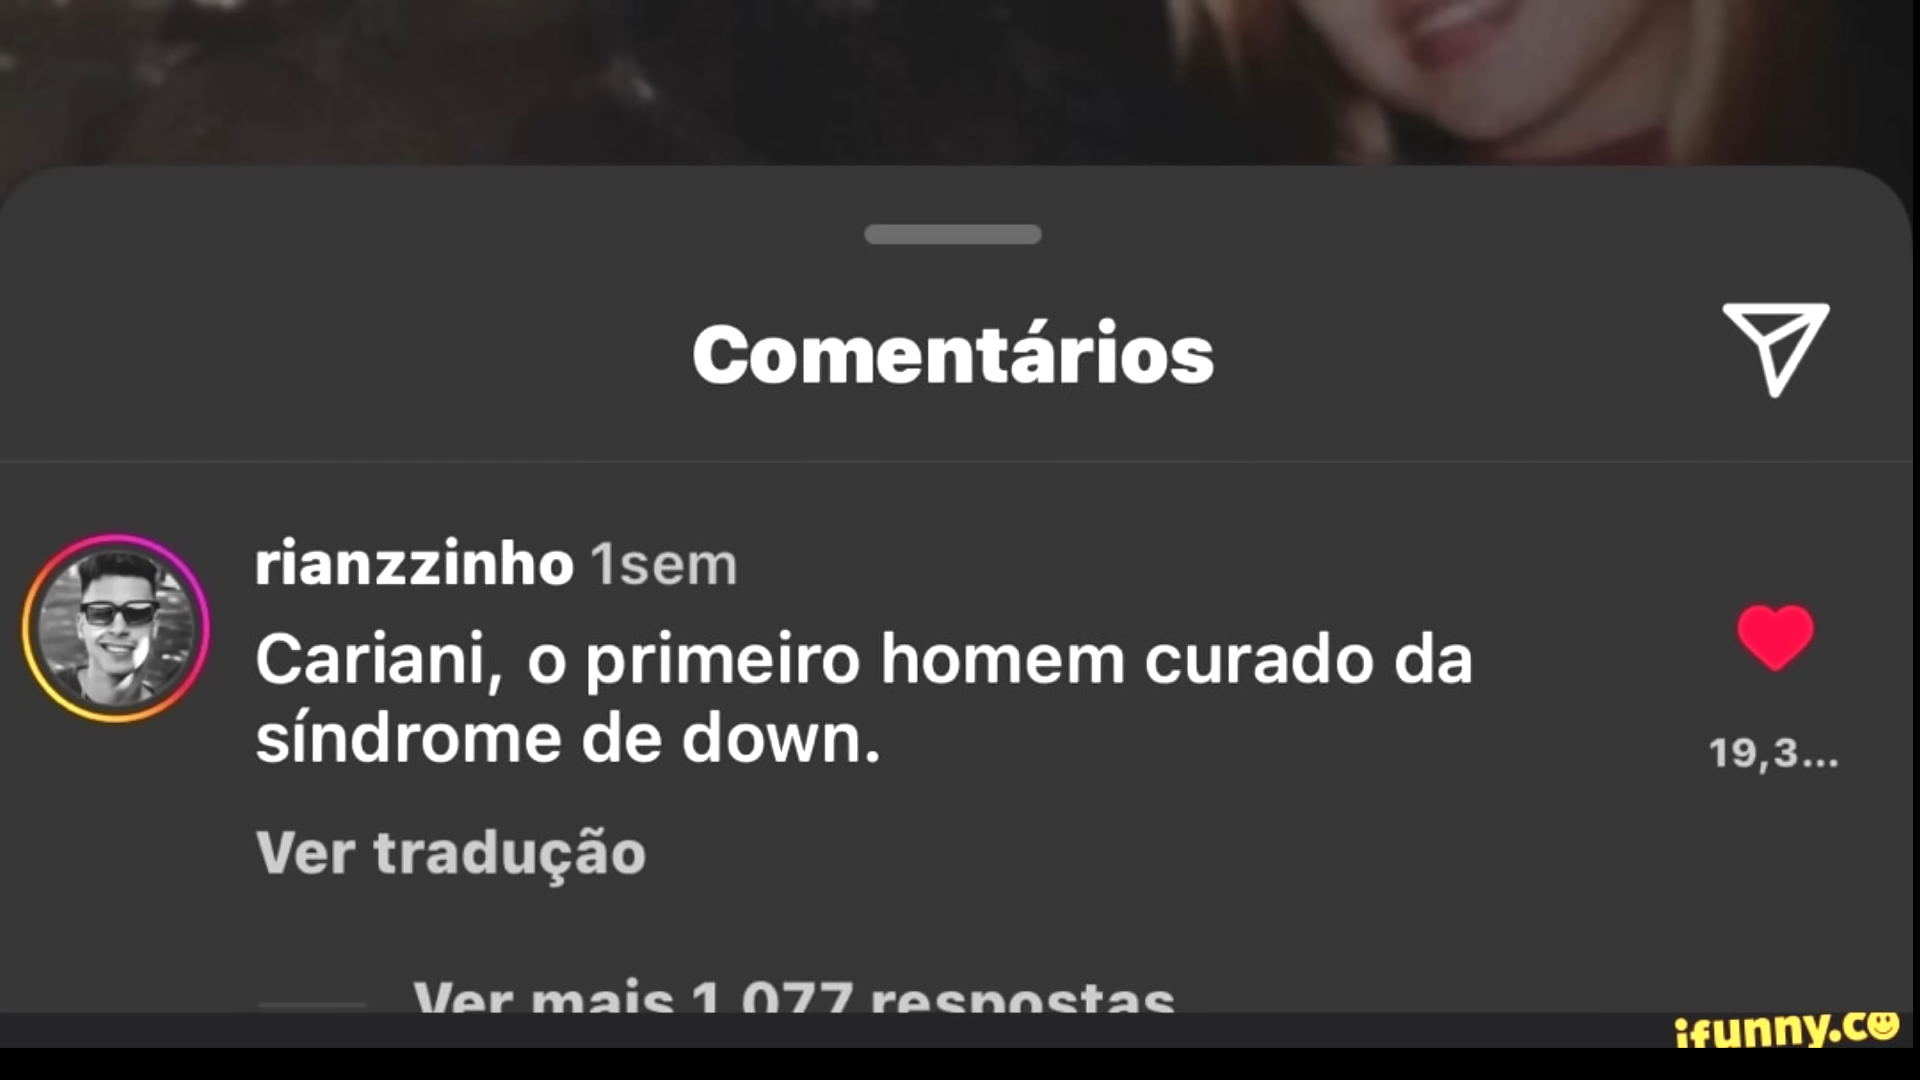 Comentários
rianzzinho 1sem
Cariani, o primeiro homem curado da
síndrome de down.
19,3...
Ver tradução
Ver mais 1.077 respostas
ifunny.co